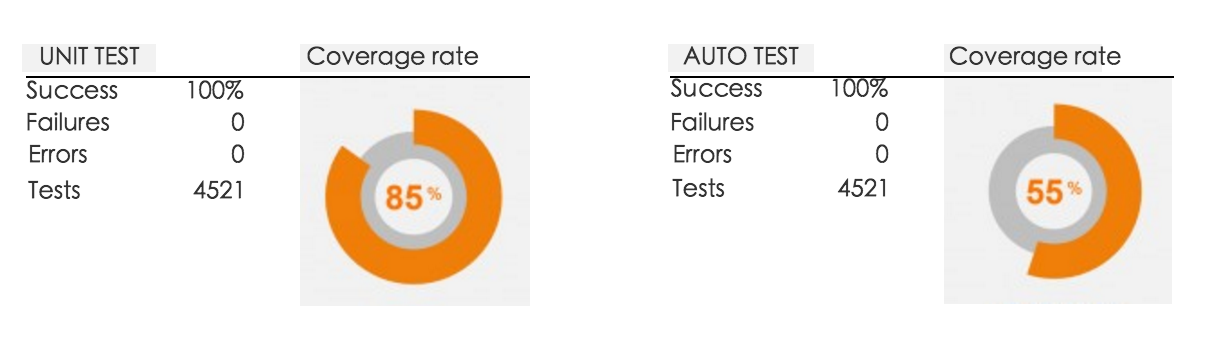 UNIT TEST Coverage rate
Success 100%
Failures 0
Errors 0
Tests 4521
85%
AUTO TEST Coverage rate
Success 100%
Failures 0
Errors 0
Tests 4521
55%